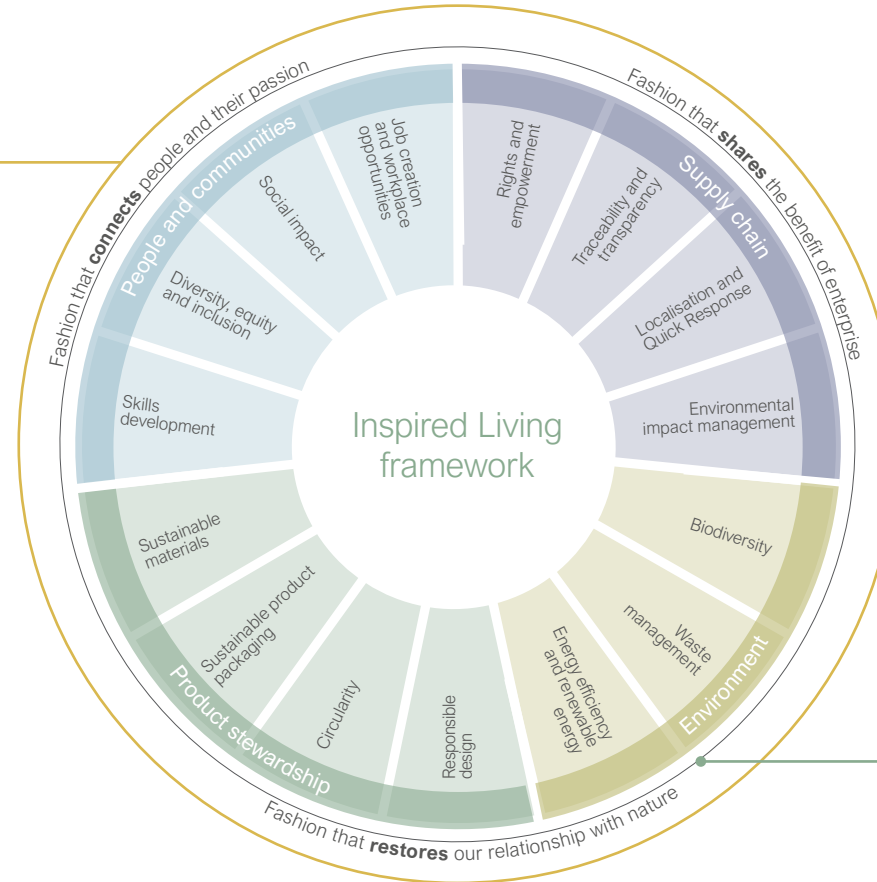 Fashion that connects people and their passion
People and communities
Job creation
and workplace
opportunities
Social impact
Diversity, equity
and inclusion
Skills
development
Fashion that shares the benefit of enterprise
Supply chain
Rights and
empowerment
Traceability and
transparency
Localisation and
Quick Response
Environmental
impact management
Inspired Living
framework
Biodiversity
Waste
management
Energy efficiency
and renewable
energy
Environment
Sustainable
materials
Sustainable product
packaging
Circularity
Responsible
design
Product stewardship
Fashion that restores our relationship with nature